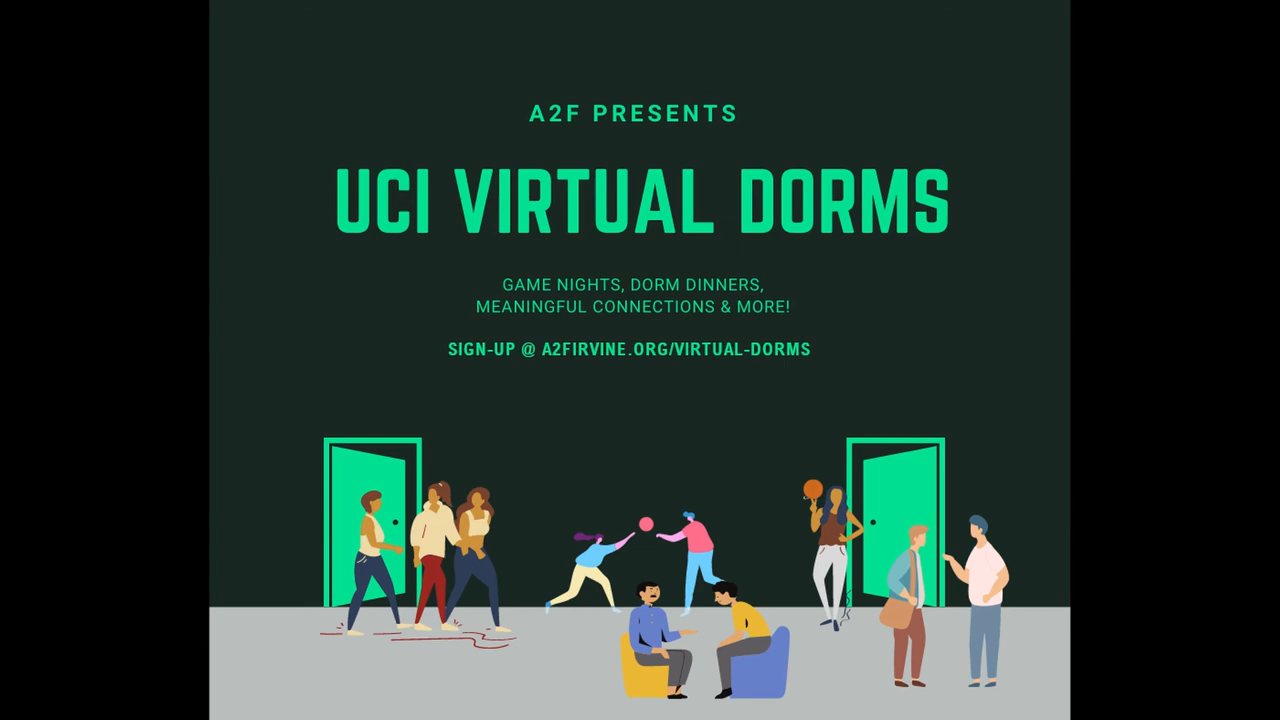 A2F PRESENTS
UCI VIRTUAL DORMS
GAME NIGHTS, DORM DINNERS,
MEANINGFUL CONNECTIONS & MORE!
SIGN-UP @ A2FIRVINE.ORG/VIRTUAL-DORMS